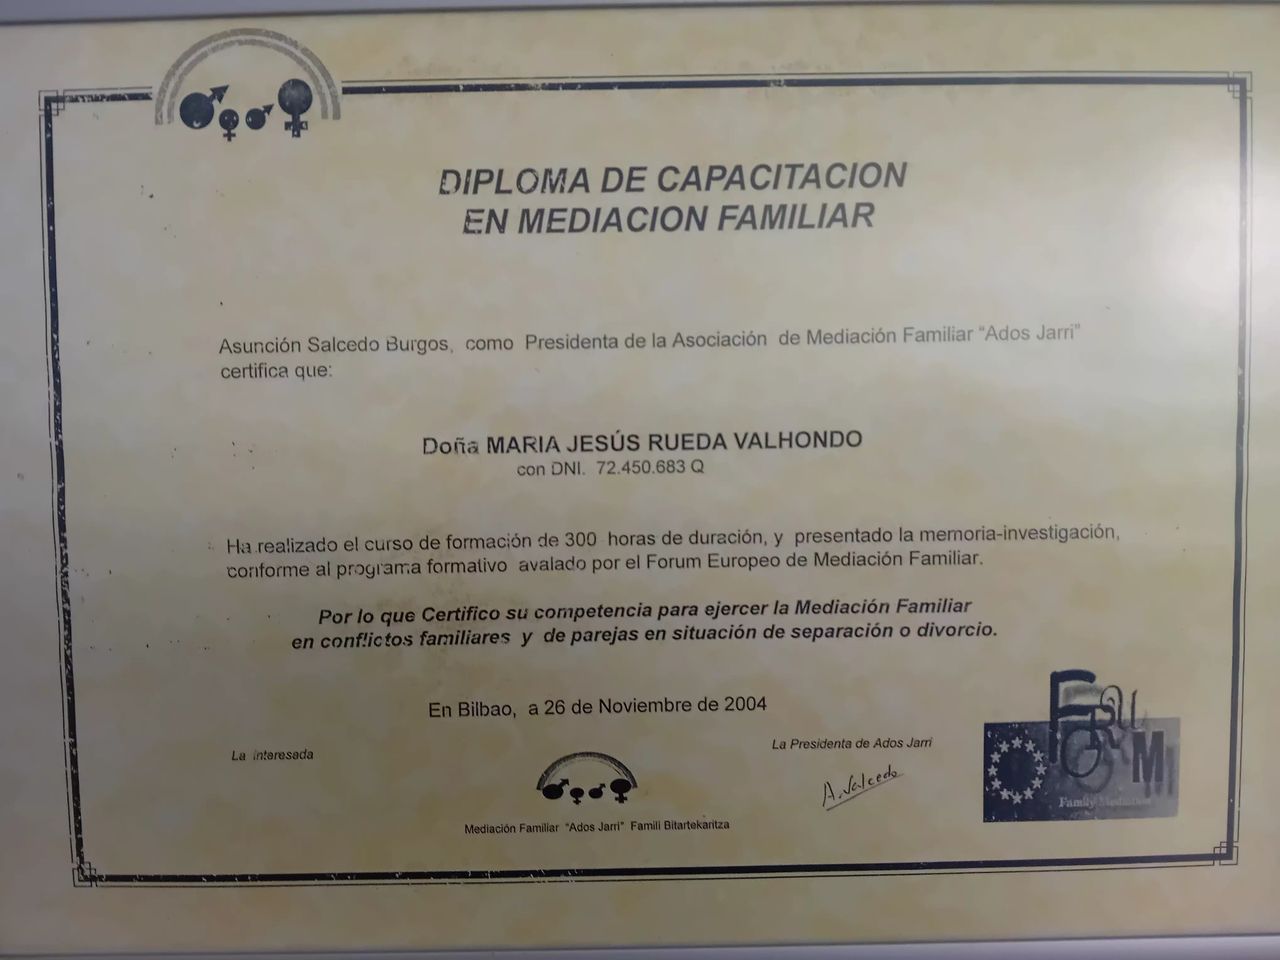 DIPLOMA DE CAPACITACION
EN MEDIACION FAMILIAR
Asunción Salcedo Burgos, como Presidenta de la Asociación de Mediación Familiar “Ados Jarri”
certifica que:
Doña MARIA JESÚS RUEDA VALHONDO
con DNI. 72.450.683 Q
Ha realizado el curso de formación de 300 horas de duración, y presentado la memoria-investigación,
conforme al programa formativo avalado por el Forum Europeo de Mediación Familiar.
Por lo que Certifico su competencia para ejercer la Mediación Familiar
en conflictos familiares y de parejas en situación de separación o divorcio.
En Bilbao, a 26 de Noviembre de 2004
La interesada
La Presidenta de Ados Jarri
A. Salcedo
Mediación Familiar “Ados Jarri” Famili Bitartekaritza
FORUM
Family Mediation